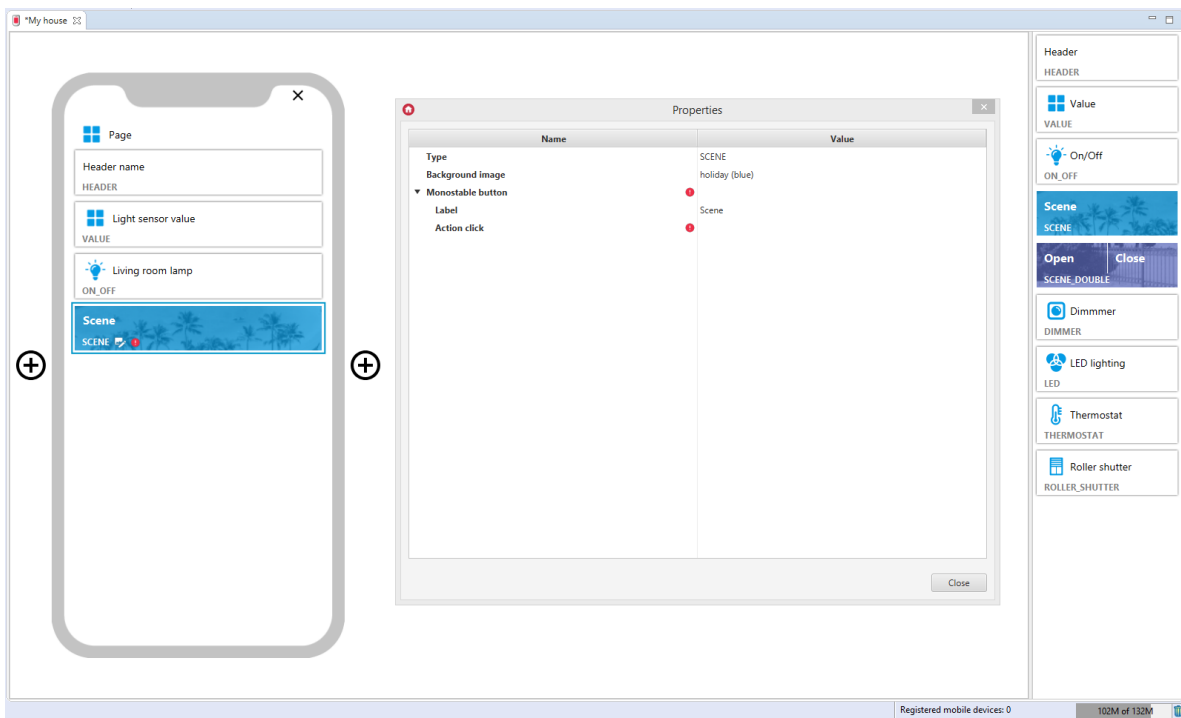 *My house
Page
Header name
HEADER
Light sensor value
VALUE
Living room lamp
ON_OFF
Scene
SCENE
Properties
Name Value
Type SCENE
Background image holiday (blue)
Monostable button
Label Scene
Action click
Close
Header
HEADER
Value
VALUE
On/Off
ON_OFF
Scene
SCENE
Open Close
SCENE_DOUBLE
Dimmmer
DIMMER
LED lighting
LED
Thermostat
THERMOSTAT
Roller shutter
ROLLER_SHUTTER
Registered mobile devices: 0 102M of 132M